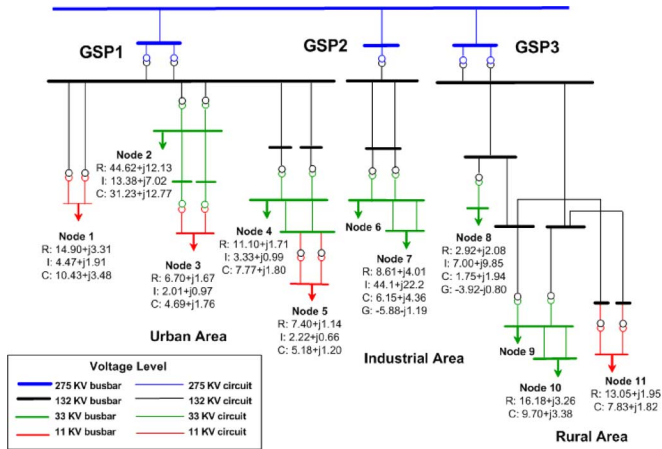 GSP1
GSP2
GSP3
Node 2
R: 44.62+j12.13
I: 13.38+j7.02
C: 31.23+j12.77
Node 1
R: 14.90+j3.31
I: 4.47+j1.91
C: 10.43+j3.48
Node 3
R: 6.70+j1.67
I: 2.01+j0.97
C: 4.69+j1.76
Node 4
R: 11.10+j1.71
I: 3.33+j0.99
C: 7.77+j1.80
Node 5
R: 7.40+j1.14
I: 2.22+j0.66
C: 5.18+j1.20
Node 6
Node 7
R: 8.61+j4.01
I: 44.1+j22.2
C: 6.15+j4.36
G: -5.88-j1.19
Node 8
R: 2.92+j2.08
I: 7.00+j9.85
C: 1.75+j1.94
G: -3.92-j0.80
Node 9
Node 10
R: 16.18+j3.26
C: 9.70+j3.38
Node 11
R: 13.05+j1.95
C: 7.83+j1.82
Urban Area
Industrial Area
Rural Area
Voltage Level
275 KV busbar 275 KV circuit
132 KV busbar 132 KV circuit
33 KV busbar 33 KV circuit
11 KV busbar 11 KV circuit